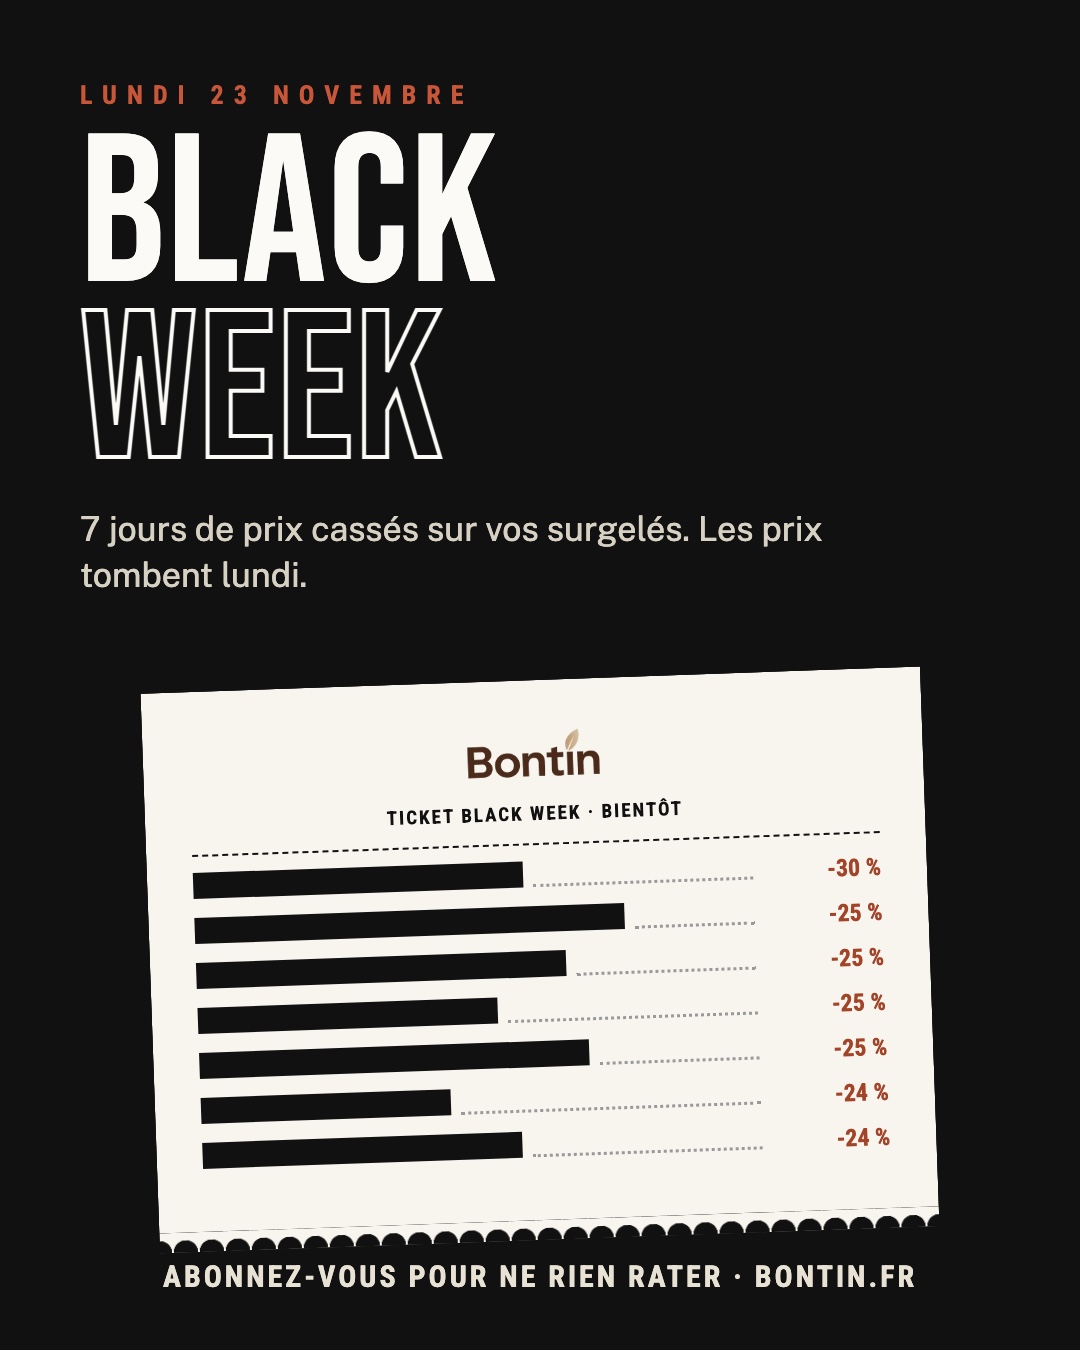 LUNDI 23 NOVEMBRE
BLACK
WEEK
7 jours de prix cassés sur vos surgelés. Les prix
tombent lundi.
Bontin
TICKET BLACK WEEK · BIENTÔT
-30 %
-25 %
-25 %
-25 %
-25 %
-24 %
-24 %
ABONNEZ-VOUS POUR NE RIEN RATER · BONTIN.FR